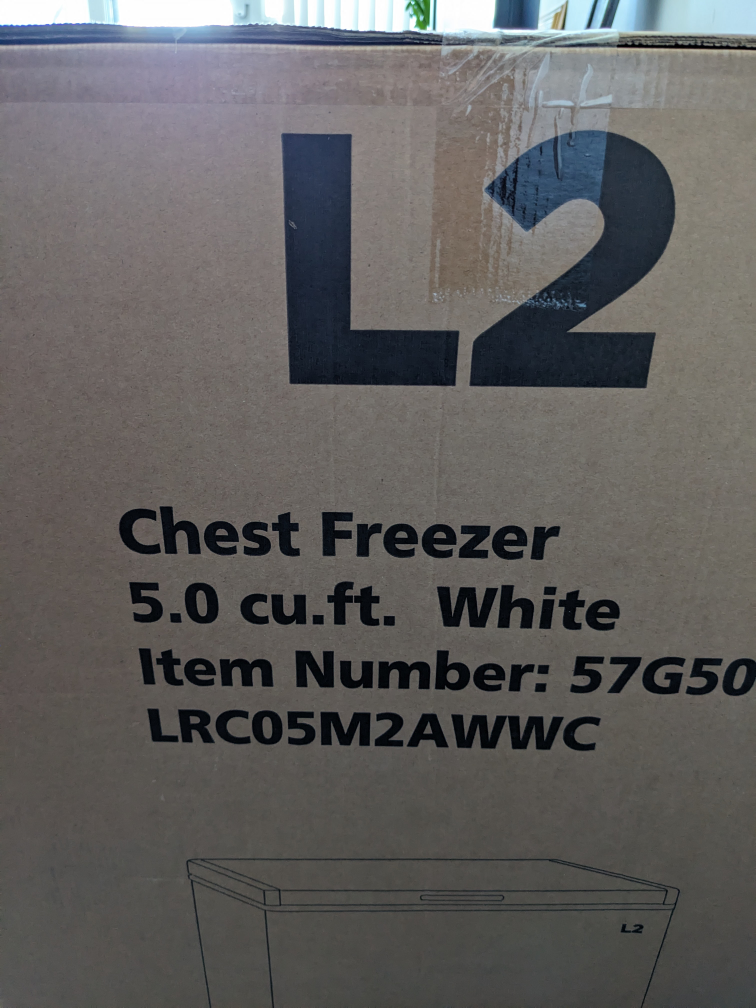 L2
Chest Freezer
5.0 cu.ft. White
Item Number: 57G50
LRC05M2AWWC
L2